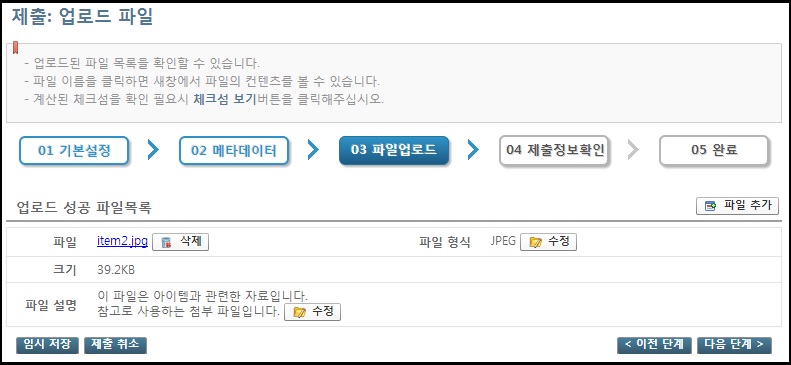 제출: 업로드 파일
- 업로드된 파일 목록을 확인할 수 있습니다.
- 파일 이름을 클릭하면 새창에서 파일의 컨텐츠를 볼 수 있습니다.
- 계산된 체크섬을 확인 필요시 체크섬 보기버튼을 클릭해주십시오.
01 기본설정 02 메타데이터 03 파일업로드 04 제출정보확인 05 완료
업로드 성공 파일목록 파일 추가
파일 item2.jpg 삭제 파일 형식 JPEG 수정
크기 39.2KB
파일 설명 이 파일은 아이템과 관련한 자료입니다.
참고로 사용하는 첨부 파일입니다. 수정
임시 저장 제출 취소 < 이전 단계 다음 단계 >